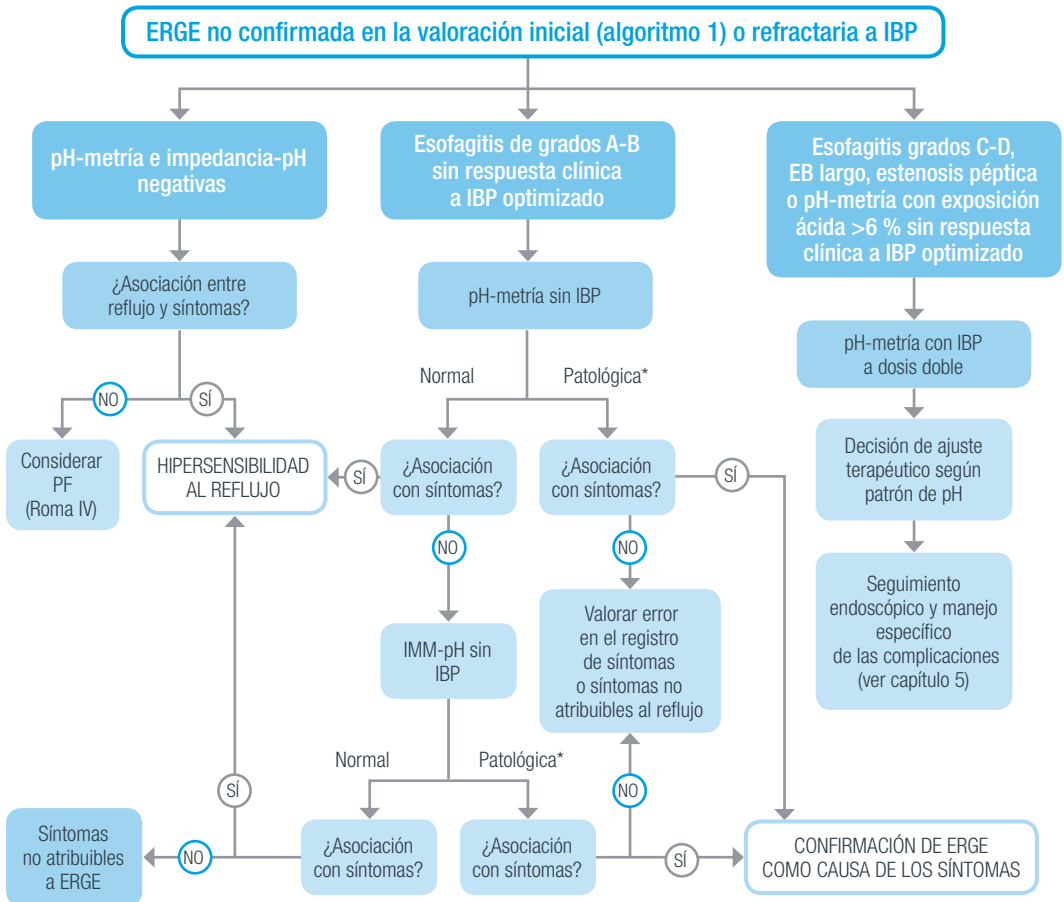 ERGE no confirmada en la valoración inicial (algoritmo 1) o refractaria a IBP
pH-metría e impedancia-pH
negativas
¿Asociación entre
reflujo y síntomas?
NO
SÍ
Considerar
PF
(Roma IV)
HIPERSENSIBILIDAD
AL REFLUJO
Esofagitis de grados A-B
sin respuesta clínica
a IBP optimizado
pH-metría sin IBP
Normal
Patológica*
SÍ
¿Asociación
con síntomas?
¿Asociación
con síntomas?
SÍ
NO
NO
IMM-pH sin
IBP
Valorar error
en el registro
de síntomas
o síntomas no
atribuibles al reflujo
Normal
Patológica*
SÍ
NO
Síntomas
no atribuibles
a ERGE
NO
¿Asociación
con síntomas?
¿Asociación
con síntomas?
SÍ
CONFIRMACIÓN DE ERGE
COMO CAUSA DE LOS SÍNTOMAS
Esofagitis grados C-D,
EB largo, estenosis péptica
o pH-metría con exposición
ácida >6 % sin respuesta
clínica a IBP optimizado
pH-metría con IBP
a dosis doble
Decisión de ajuste
terapéutico según
patrón de pH
Seguimiento
endoscópico y manejo
específico
de las complicaciones
(ver capítulo 5)